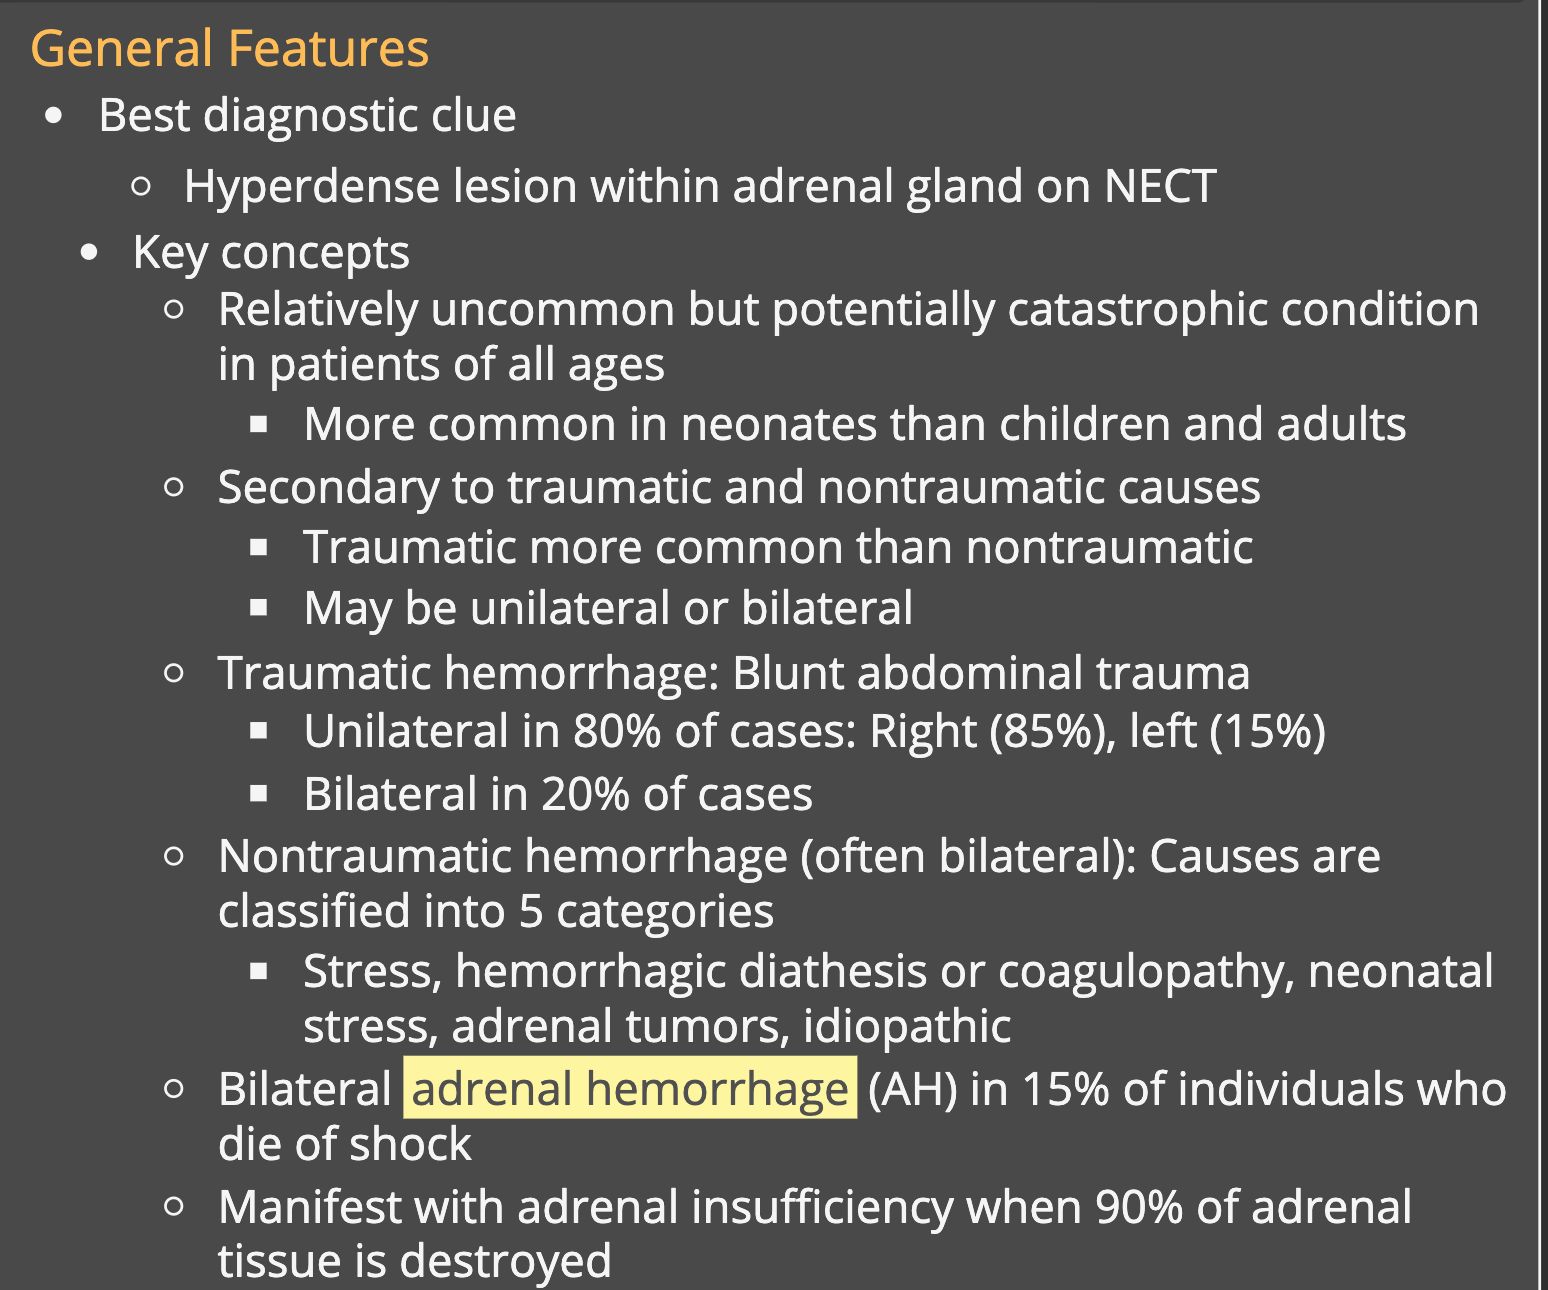 General Features
• Best diagnostic clue
○ Hyperdense lesion within adrenal gland on NECT
• Key concepts
○ Relatively uncommon but potentially catastrophic condition
in patients of all ages
▪ More common in neonates than children and adults
○ Secondary to traumatic and nontraumatic causes
▪ Traumatic more common than nontraumatic
▪ May be unilateral or bilateral
○ Traumatic hemorrhage: Blunt abdominal trauma
▪ Unilateral in 80% of cases: Right (85%), left (15%)
▪ Bilateral in 20% of cases
○ Nontraumatic hemorrhage (often bilateral): Causes are
classified into 5 categories
▪ Stress, hemorrhagic diathesis or coagulopathy, neonatal
stress, adrenal tumors, idiopathic
○ Bilateral adrenal hemorrhage (AH) in 15% of individuals who
die of shock
○ Manifest with adrenal insufficiency when 90% of adrenal
tissue is destroyed